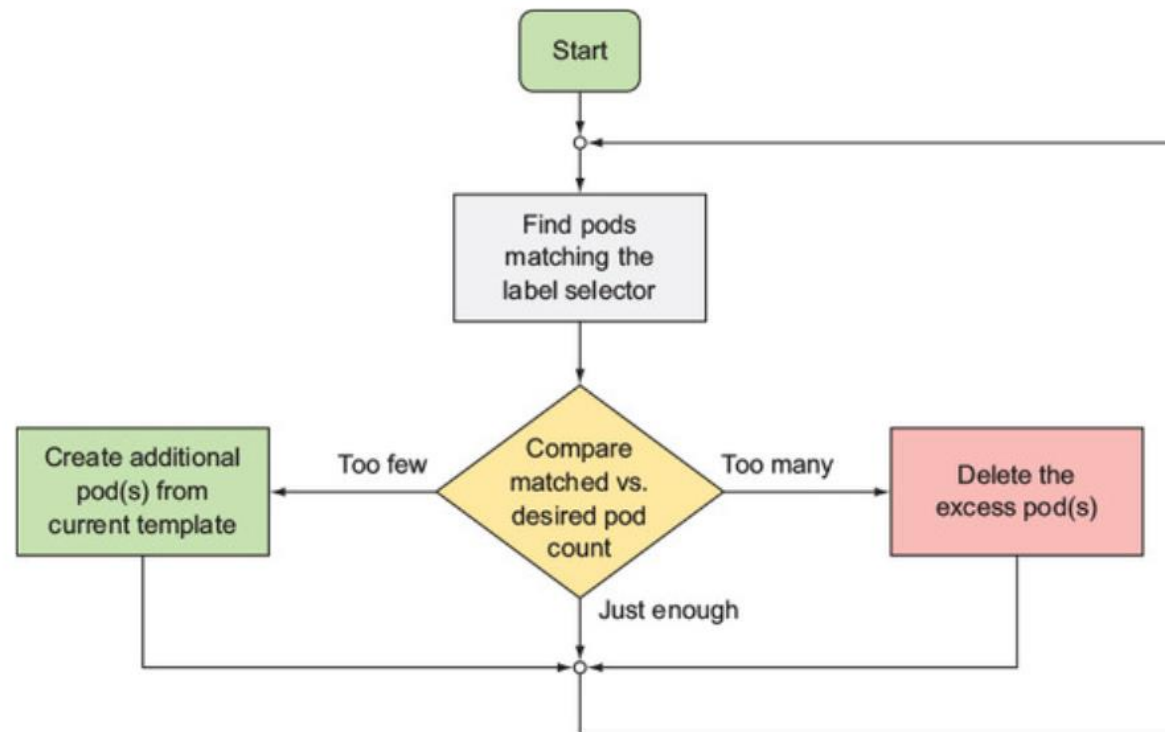 Start
Find pods
matching the
label selector
Create additional
pod(s) from
current template
Too few
Compare
matched vs.
desired pod
count
Too many
Delete the
excess pod(s)
Just enough